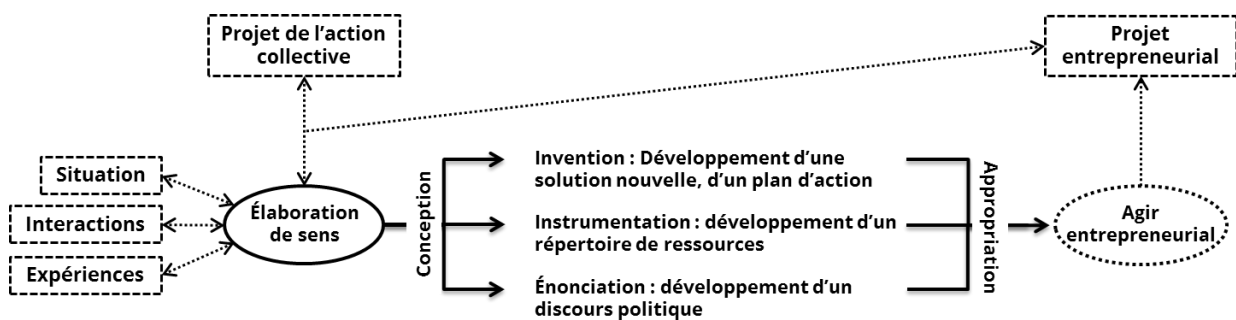 Projet de l’action
collective
Projet
entrepreneurial
Situation
Interactions
Expériences
Élaboration
de sens
Conception
Invention : Développement d’une
solution nouvelle, d’un plan d’action
Instrumentation : développement d’un
répertoire de ressources
Énonciation : développement d’un
discours politique
Appropriation
Agir
entrepreneurial